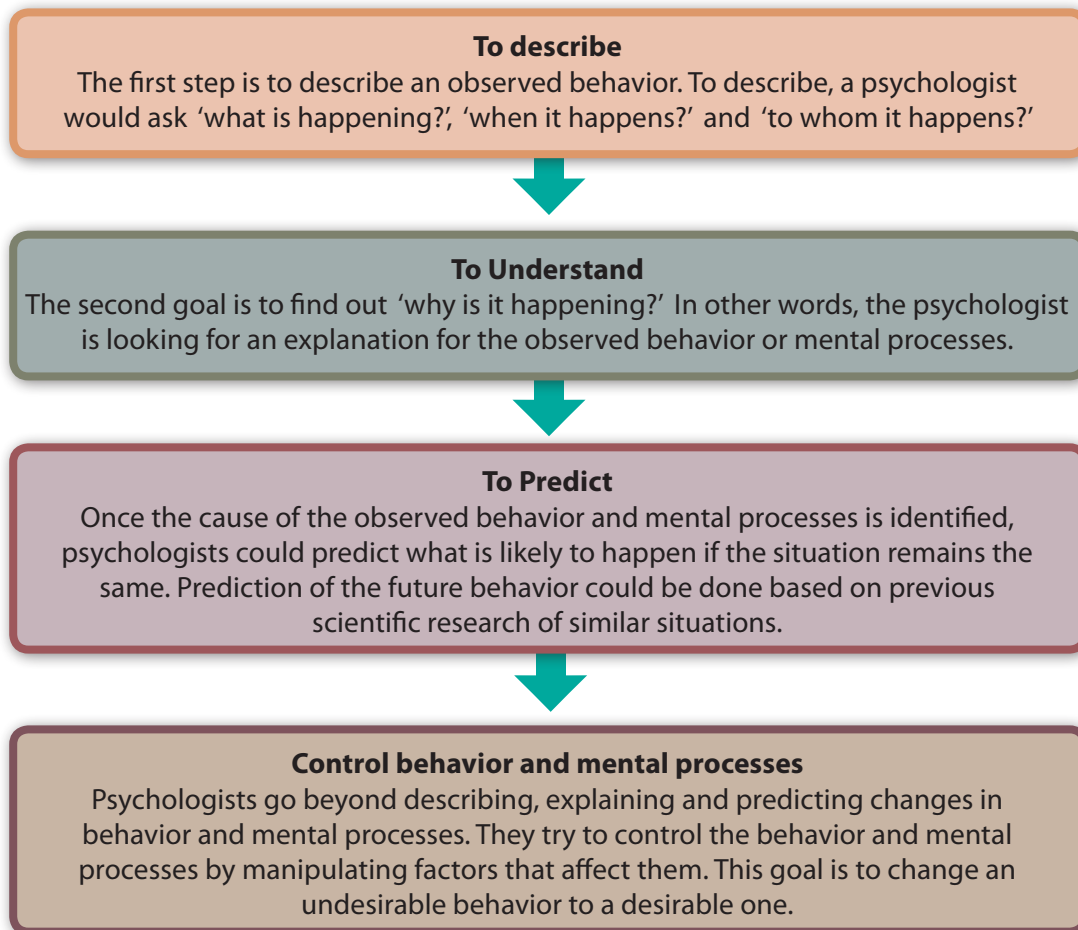 To describe
The first step is to describe an observed behavior. To describe, a psychologist
would ask ‘what is happening?’, ‘when it happens?’ and ‘to whom it happens?’
To Understand
The second goal is to find out ‘why is it happening?’ In other words, the psychologist
is looking for an explanation for the observed behavior or mental processes.
To Predict
Once the cause of the observed behavior and mental processes is identified,
psychologists could predict what is likely to happen if the situation remains the
same. Prediction of the future behavior could be done based on previous
scientific research of similar situations.
Control behavior and mental processes
Psychologists go beyond describing, explaining and predicting changes in
behavior and mental processes. They try to control the behavior and mental
processes by manipulating factors that affect them. This goal is to change an
undesirable behavior to a desirable one.